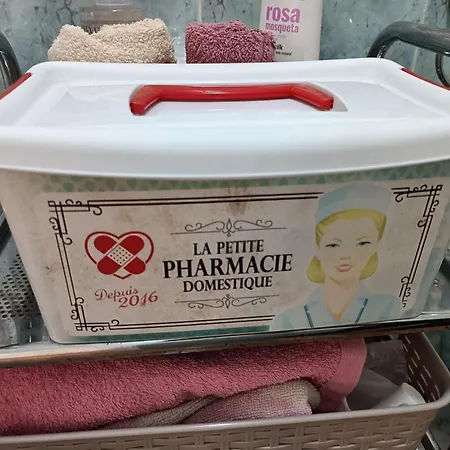 rosa
mosqueta
LA PETITE
PHARMACIE
DOMESTIQUE
Depuis
2016